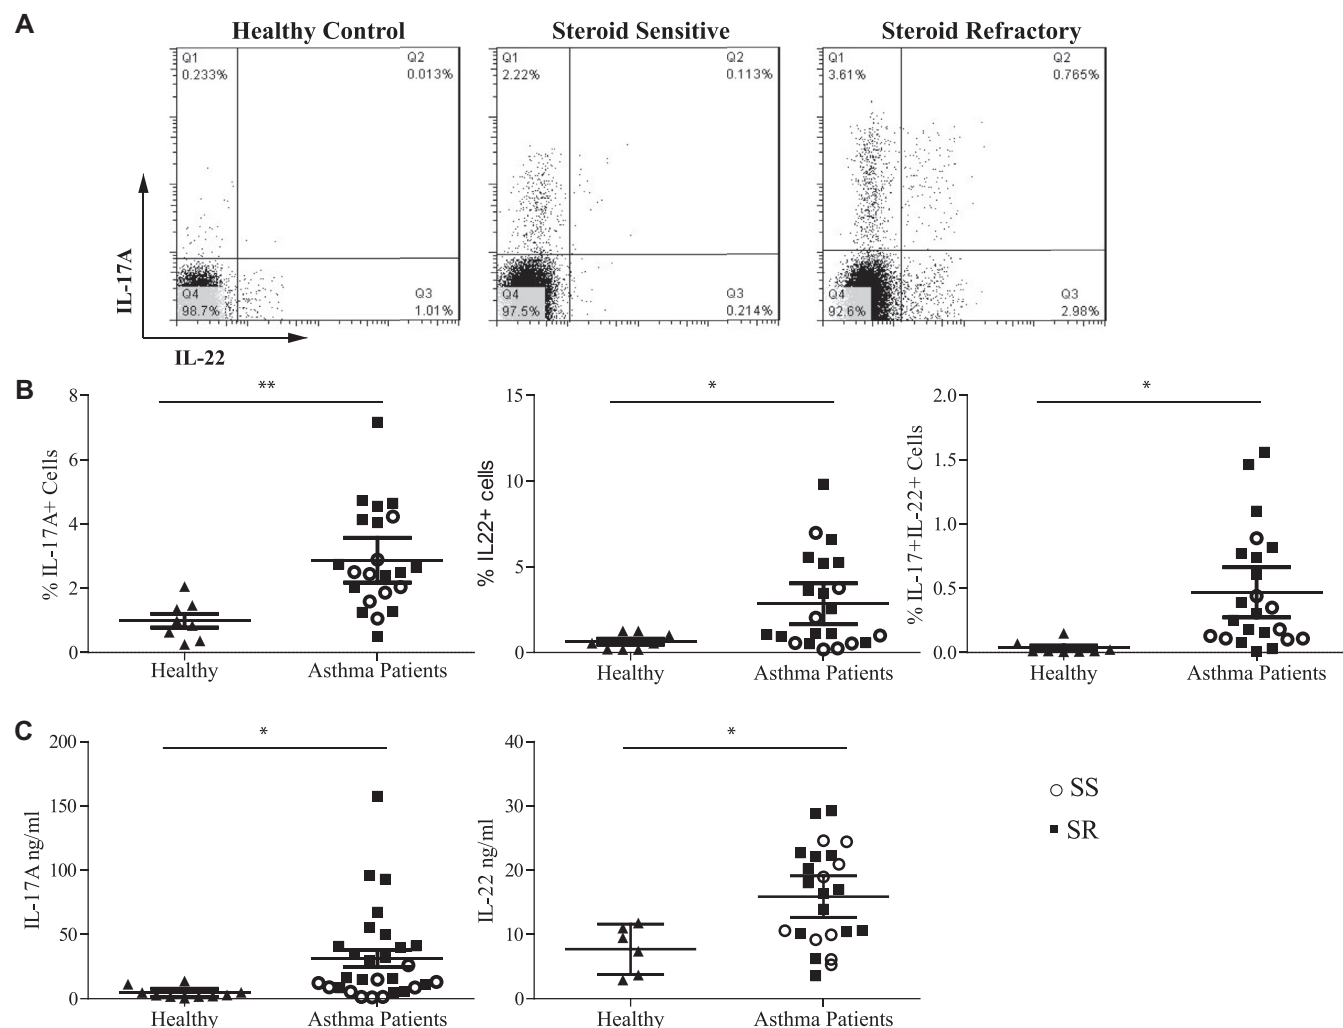 A
Healthy Control
Steroid Sensitive
Steroid Refractory
Q1
0.233%
Q2
0.013%
Q4
98.7%
Q3
1.01%
Q1
2.22%
Q2
0.113%
Q4
97.5%
Q3
0.214%
Q1
3.61%
Q2
0.765%
Q4
92.6%
Q3
2.98%
IL-17A
IL-22
B
% IL-17A+ Cells
8
6
4
2
0
**
Healthy
Asthma Patients
% IL22+ cells
15
10
5
0
*
Healthy
Asthma Patients
% IL-17+IL-22+ Cells
2.0
1.5
1.0
0.5
0.0
*
Healthy
Asthma Patients
C
IL-17A ng/ml
200
150
100
50
0
*
Healthy
Asthma Patients
IL-22 ng/ml
40
30
20
10
0
*
Healthy
Asthma Patients
SS
SR